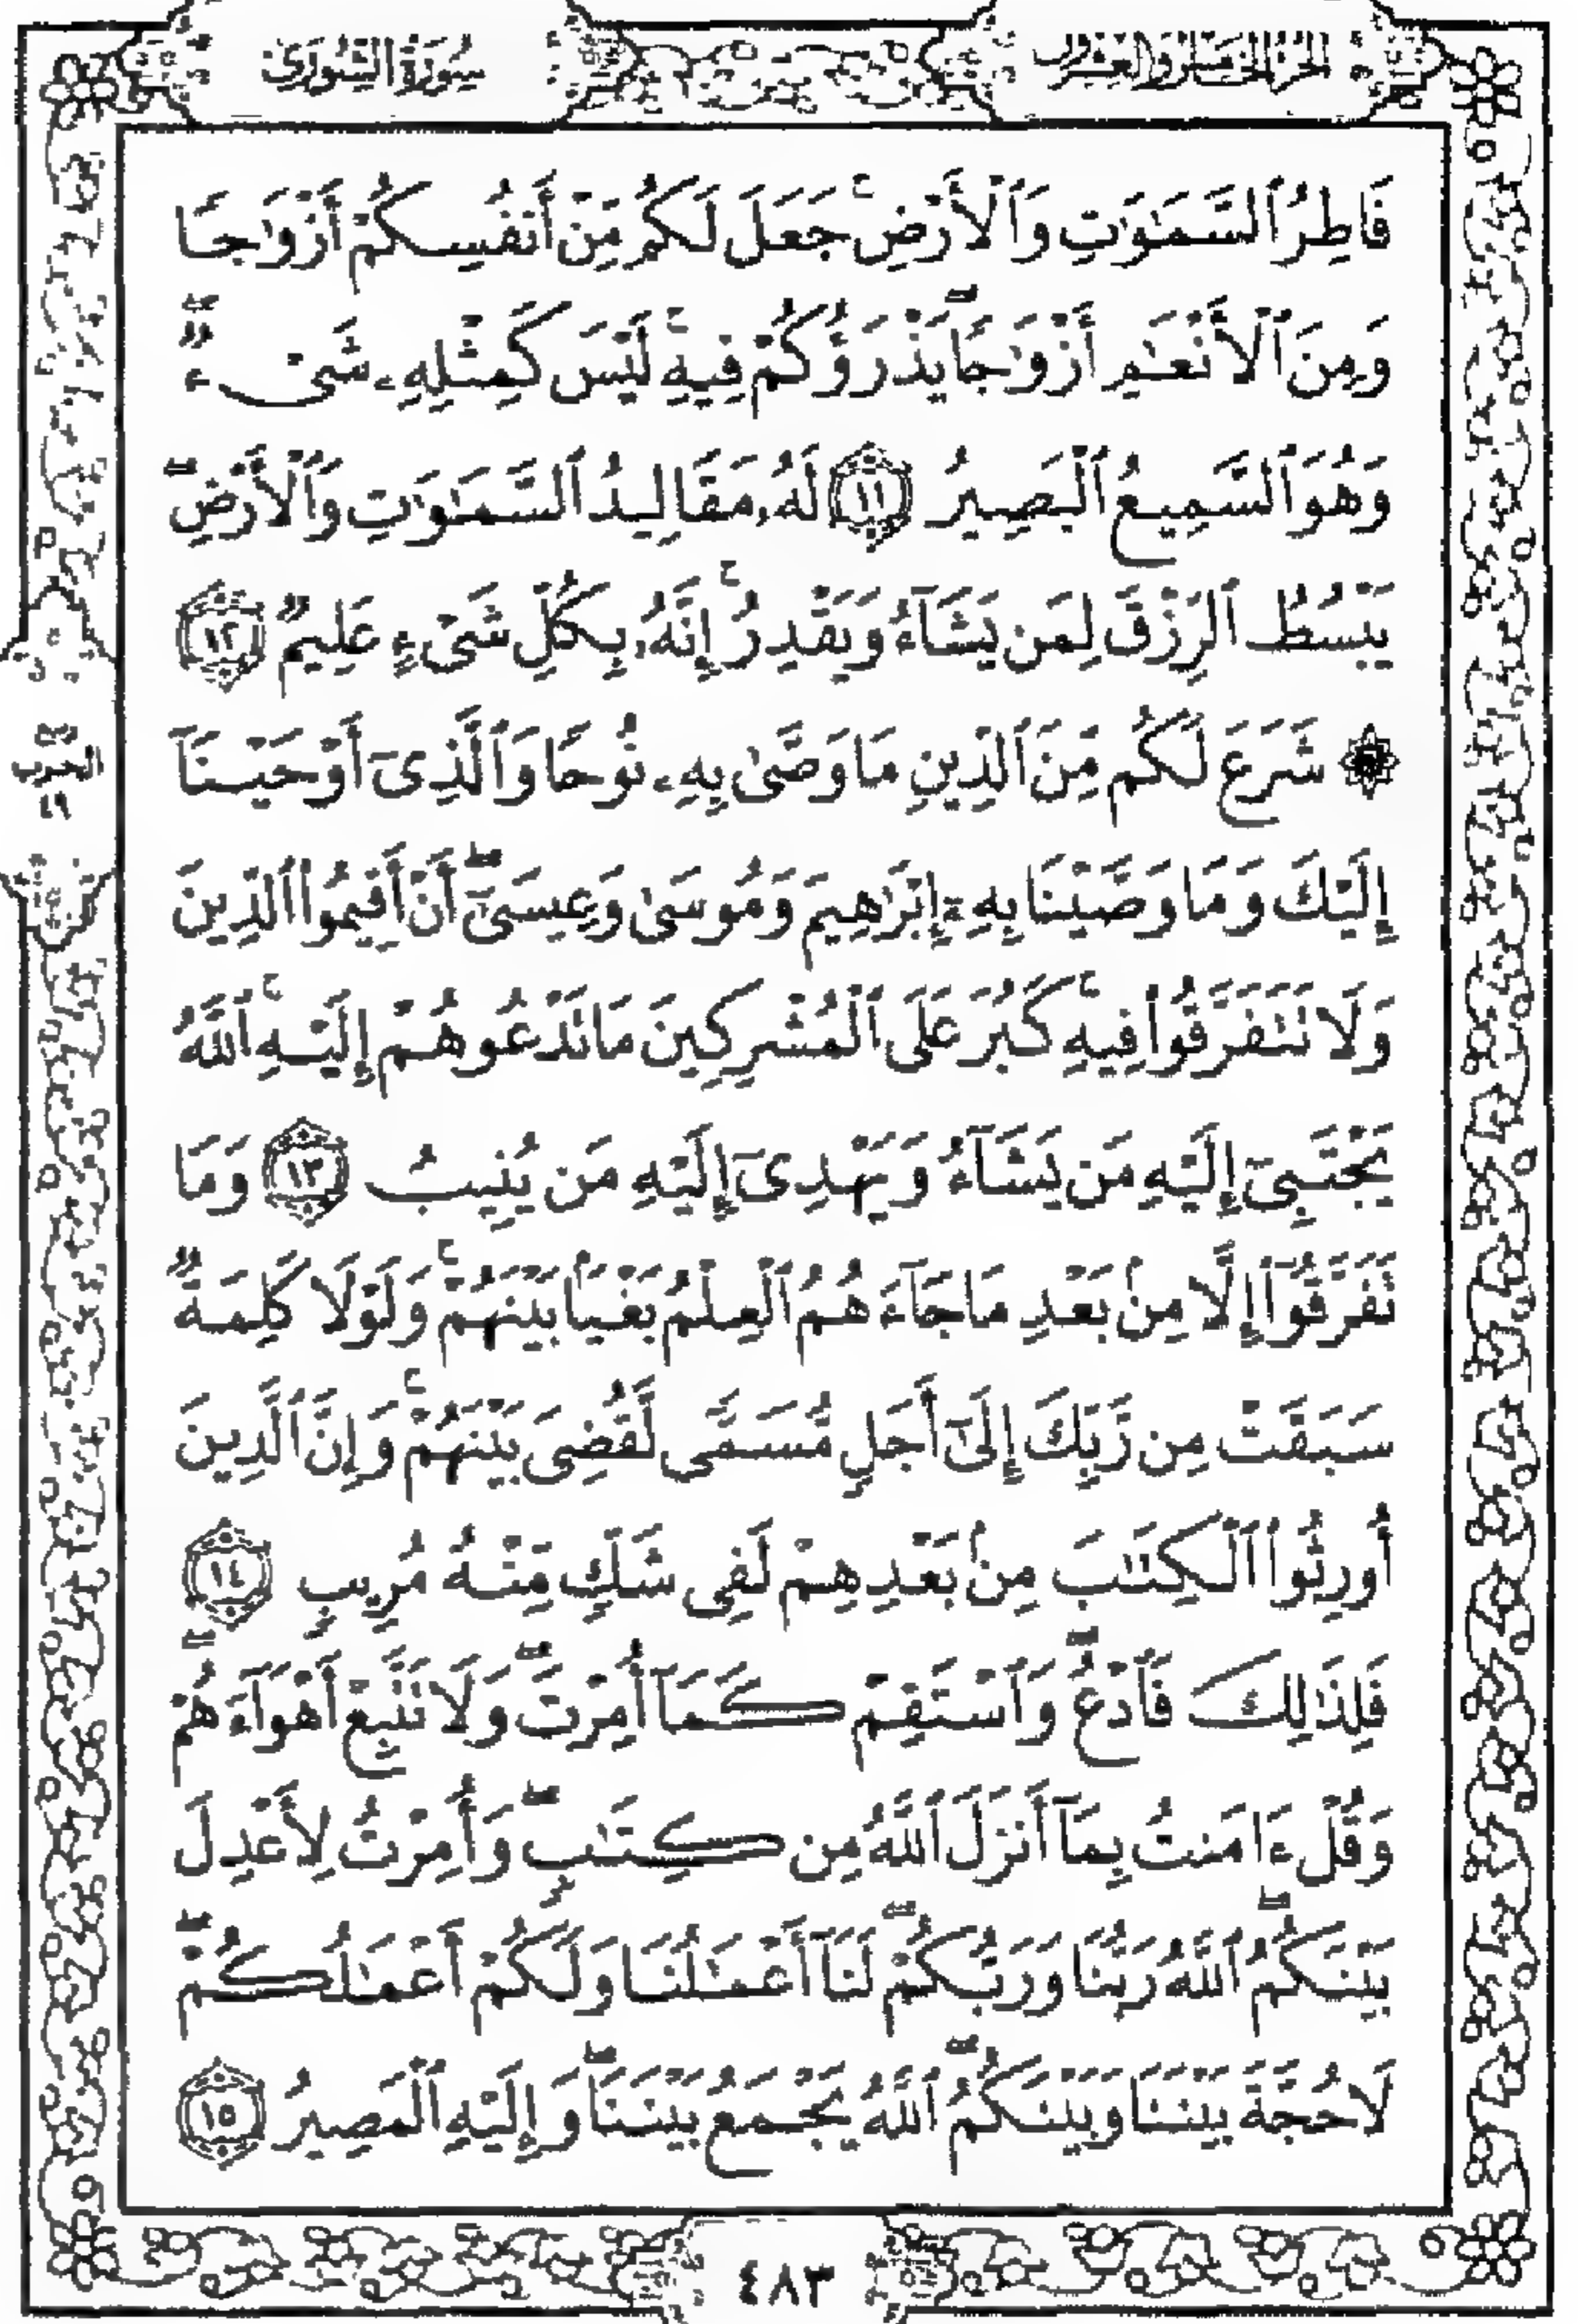 الجزء الخامس والعشرون
سورة الشورى
فَاطِرُ ٱلسَّمَٰوَٰتِ وَٱلْأَرْضِ ۚ جَعَلَ لَكُم مِّنْ أَنفُسِكُمْ أَزْوَٰجًا
وَمِنَ ٱلْأَنْعَٰمِ أَزْوَٰجًا ۖ يَذْرَؤُكُمْ فِيهِ ۚ لَيْسَ كَمِثْلِهِۦ شَىْءٌ ۖ
وَهُوَ ٱلسَّمِيعُ ٱلْبَصِيرُ ١١ لَهُۥ مَقَالِيدُ ٱلسَّمَٰوَٰتِ وَٱلْأَرْضِ ۖ
يَبْسُطُ ٱلرِّزْقَ لِمَن يَشَآءُ وَيَقْدِرُ ۚ إِنَّهُۥ بِكُلِّ شَىْءٍ عَلِيمٌ ١٢
۞ شَرَعَ لَكُم مِّنَ ٱلدِّينِ مَا وَصَّىٰ بِهِۦ نُوحًا وَٱلَّذِىٓ أَوْحَيْنَآ
إِلَيْكَ وَمَا وَصَّيْنَا بِهِۦٓ إِبْرَٰهِيمَ وَمُوسَىٰ وَعِيسَىٰٓ ۖ أَنْ أَقِيمُوا۟ ٱلدِّينَ
وَلَا تَتَفَرَّقُوا۟ فِيهِ ۚ كَبُرَ عَلَى ٱلْمُشْرِكِينَ مَا تَدْعُوهُمْ إِلَيْهِ ۚ ٱللَّهُ
يَجْتَبِىٓ إِلَيْهِ مَن يَشَآءُ وَيَهْدِىٓ إِلَيْهِ مَن يُنِيبُ ١٣ وَمَا
تَفَرَّقُوٓا۟ إِلَّا مِنۢ بَعْدِ مَا جَآءَهُمُ ٱلْعِلْمُ بَغْيًۢا بَيْنَهُمْ ۚ وَلَوْلَا كَلِمَةٌ
سَبَقَتْ مِن رَّبِّكَ إِلَىٰٓ أَجَلٍ مُّسَمًّى لَّقُضِىَ بَيْنَهُمْ ۚ وَإِنَّ ٱلَّذِينَ
أُورِثُوا۟ ٱلْكِتَٰبَ مِنۢ بَعْدِهِمْ لَفِى شَكٍّ مِّنْهُ مُرِيبٍ ١٤
فَلِذَٰلِكَ فَٱدْعُ ۖ وَٱسْتَقِمْ كَمَآ أُمِرْتَ ۖ وَلَا تَتَّبِعْ أَهْوَآءَهُمْ ۖ
وَقُلْ ءَامَنتُ بِمَآ أَنزَلَ ٱللَّهُ مِن كِتَٰبٍ ۖ وَأُمِرْتُ لِأَعْدِلَ
بَيْنَكُمُ ۖ ٱللَّهُ رَبُّنَا وَرَبُّكُمْ ۖ لَنَآ أَعْمَٰلُنَا وَلَكُمْ أَعْمَٰلُكُمْ ۖ
لَا حُجَّةَ بَيْنَنَا وَبَيْنَكُمُ ۖ ٱللَّهُ يَجْمَعُ بَيْنَنَا ۖ وَإِلَيْهِ ٱلْمَصِيرُ ١٥
الحزب
٤٩
٤٨٣